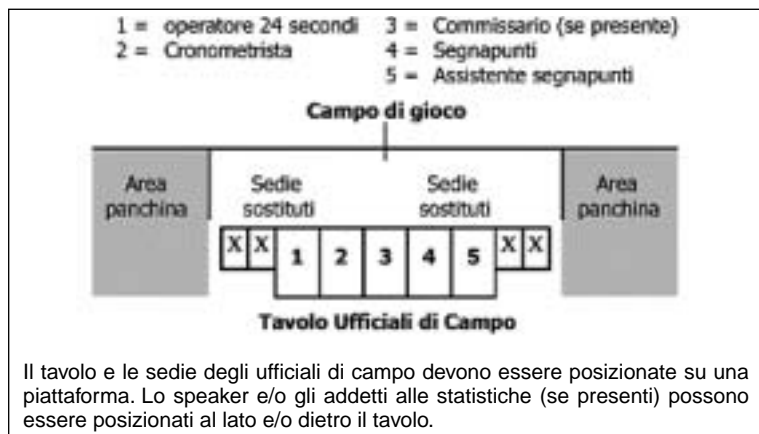 1 = operatore 24 secondi 3 = Commissario (se presente)
2 = Cronometrista 4 = Segnapunti
5 = Assistente segnapunti
Campo di gioco
Area panchina
Sedie sostituti
Sedie sostituti
Area panchina
X X 1 2 3 4 5 X X
Tavolo Ufficiali di Campo
Il tavolo e le sedie degli ufficiali di campo devono essere posizionate su una
piattaforma. Lo speaker e/o gli addetti alle statistiche (se presenti) possono
essere posizionati al lato e/o dietro il tavolo.